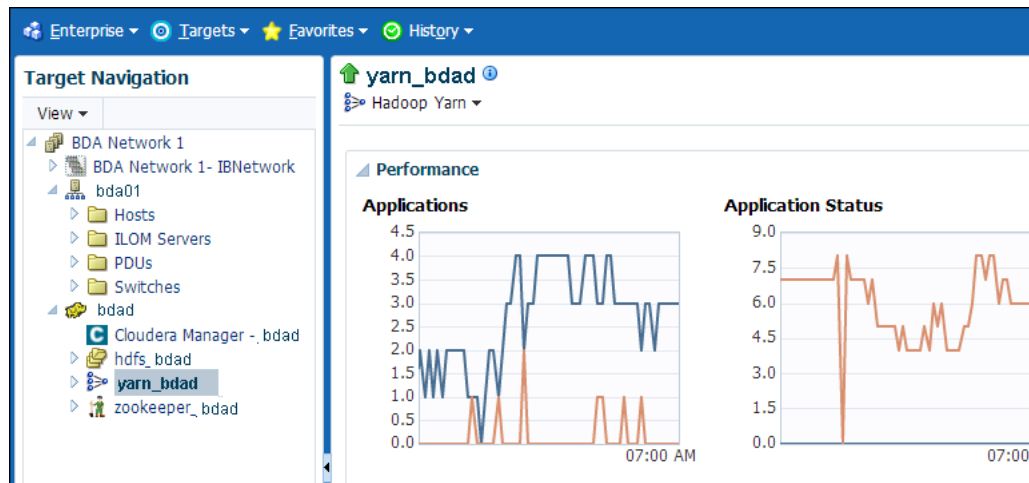 Enterprise Targets Favorites History
Target Navigation
View
BDA Network 1
BDA Network 1- IBNetwork
bda01
Hosts
ILOM Servers
PDUs
Switches
bdad
Cloudera Manager - bdad
hdfs_bdad
yarn_bdad
zookeeper_ bdad
yarn_bdad
Hadoop Yarn
Performance
Applications
4.5
4.0
3.5
3.0
2.5
2.0
1.5
1.0
0.5
0.0
07:00 AM
Application Status
9.0
7.5
6.0
4.5
3.0
1.5
0.0
07:00